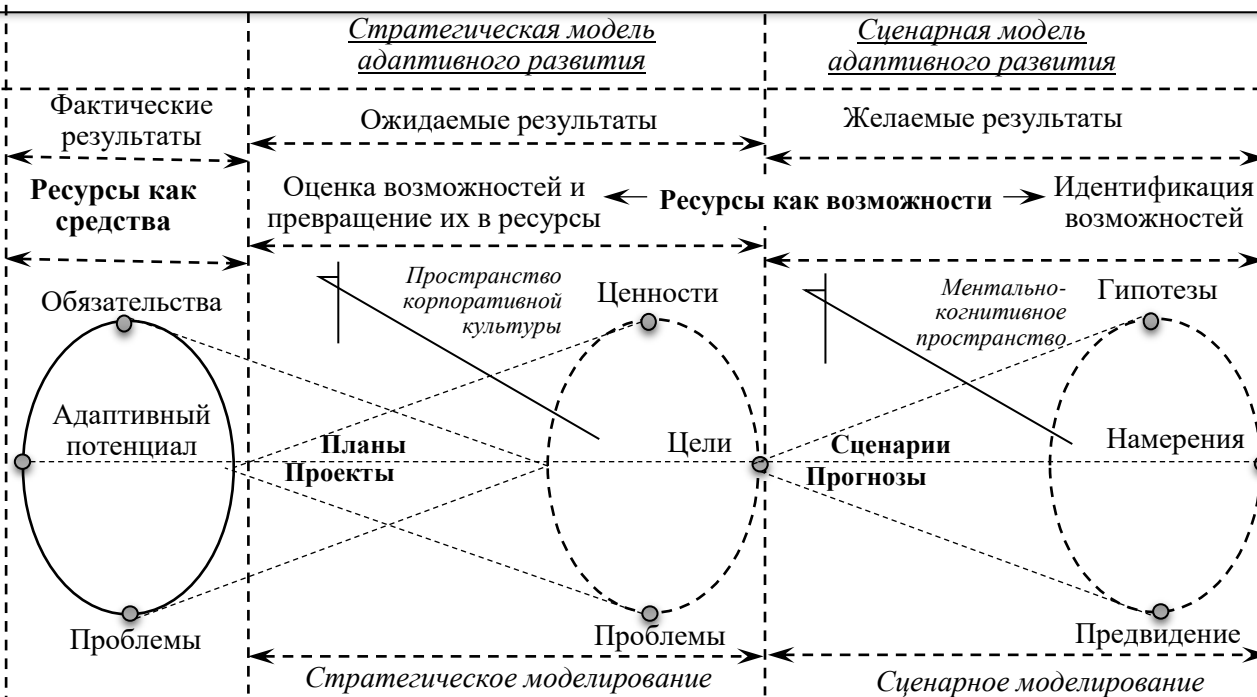 Стратегическая модель
адаптивного развития
Сценарная модель
адаптивного развития
Фактические
результаты
Ожидаемые результаты
Желаемые результаты
Ресурсы как
средства
Оценка возможностей и
превращение их в ресурсы
Ресурсы как возможности
Идентификация
возможностей
Пространство
корпоративной
культуры
Ментально-
когнитивное
пространство
Обязательства
Ценности
Гипотезы
Адаптивный
потенциал
Планы
Проекты
Цели
Сценарии
Прогнозы
Намерения
Проблемы
Проблемы
Предвидение
Стратегическое моделирование
Сценарное моделирование